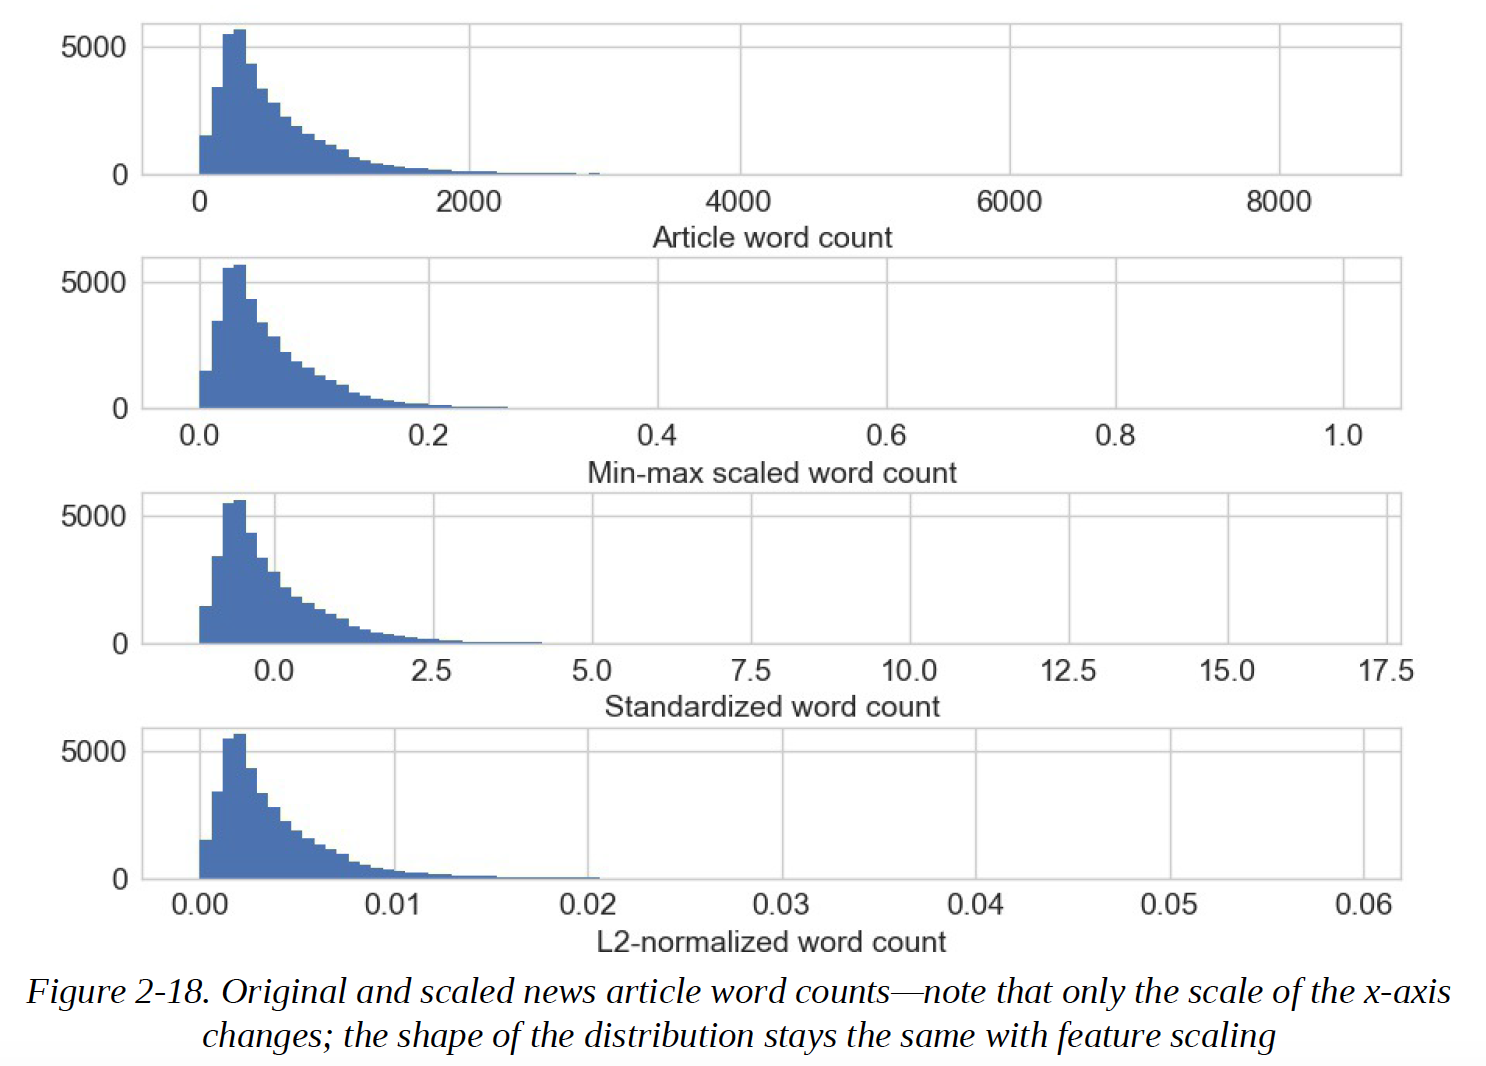 5000
0
0 2000 4000 6000 8000
Article word count
5000
0
0.0 0.2 0.4 0.6 0.8 1.0
Min-max scaled word count
5000
0
0.0 2.5 5.0 7.5 10.0 12.5 15.0 17.5
Standardized word count
5000
0
0.00 0.01 0.02 0.03 0.04 0.05 0.06
L2-normalized word count
Figure 2-18. Original and scaled news article word counts—note that only the scale of the x-axis
changes; the shape of the distribution stays the same with feature scaling